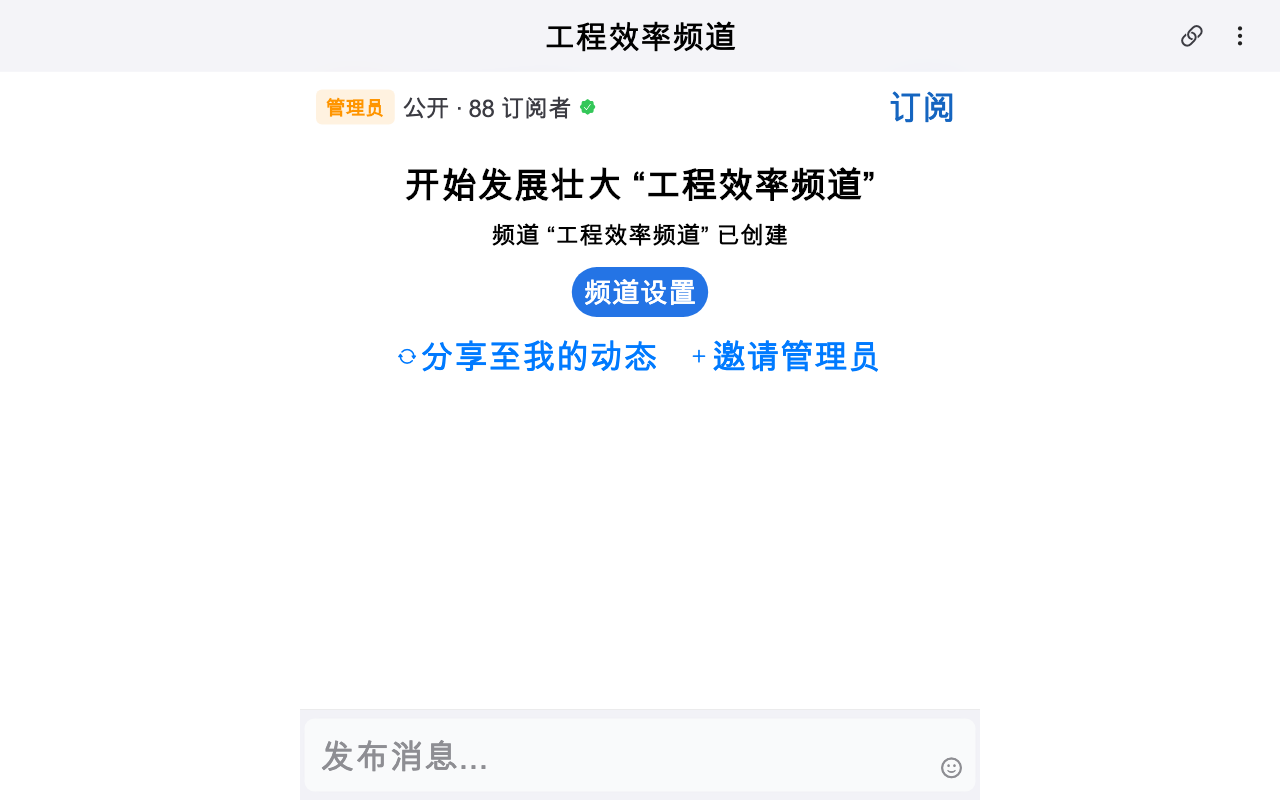 工程效率频道
管理员 公开 · 88 订阅者
订阅
开始发展壮大 “工程效率频道”
频道 “工程效率频道” 已创建
频道设置
分享至我的动态 + 邀请管理员
发布消息...